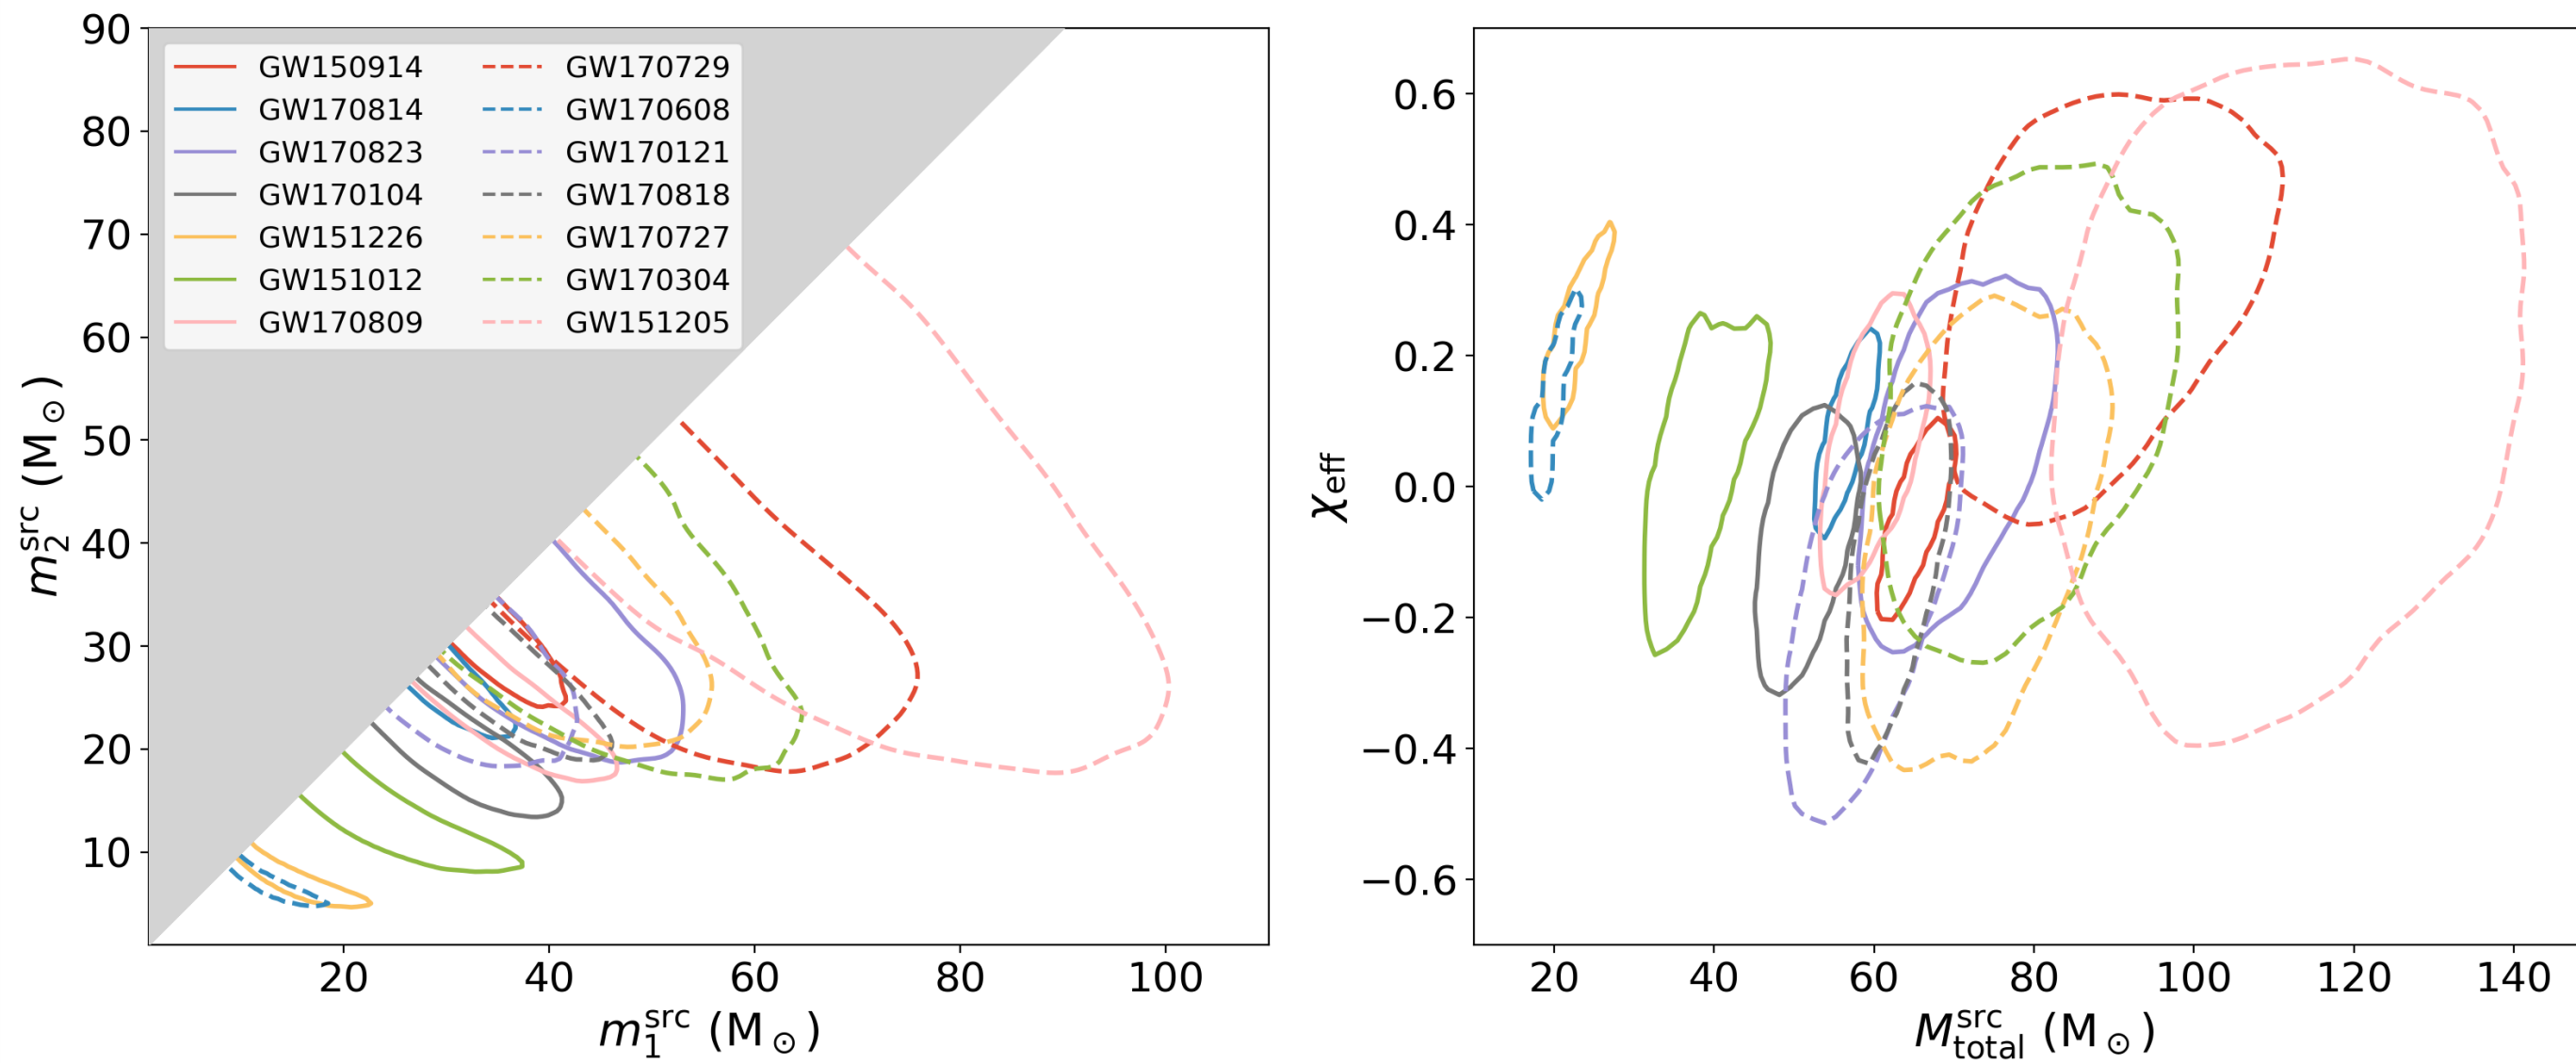 90
80
70
60
50
40
30
20
10
m₂^src (M⊙)
GW150914
GW170814
GW170823
GW170104
GW151226
GW151012
GW170809
GW170729
GW170608
GW170121
GW170818
GW170727
GW170304
GW151205
20 40 60 80 100
m₁^src (M⊙)
0.6
0.4
0.2
0.0
−0.2
−0.4
−0.6
χ_eff
20 40 60 80 100 120 140
M_total^src (M⊙)